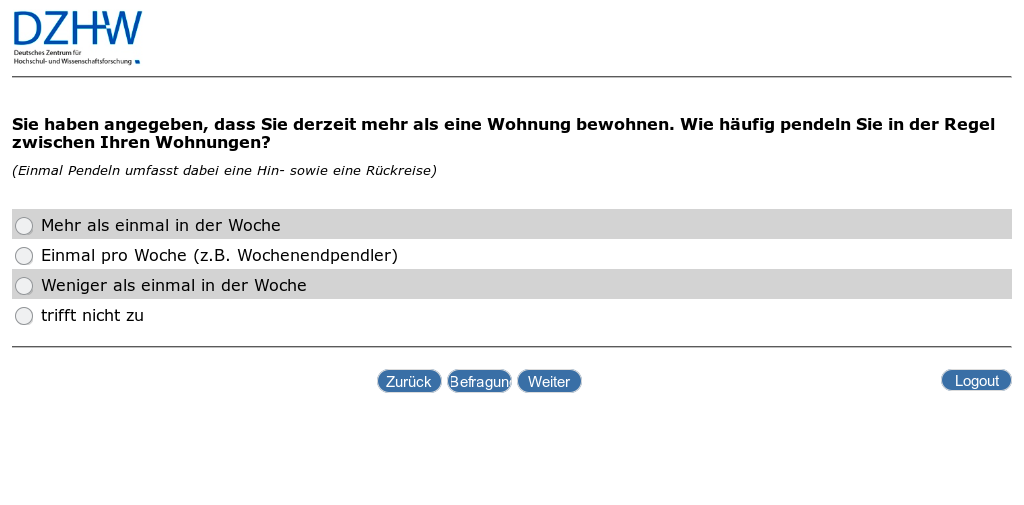 DZHW
Deutsches Zentrum für
Hochschul- und Wissenschaftsforschung
Sie haben angegeben, dass Sie derzeit mehr als eine Wohnung bewohnen. Wie häufig pendeln Sie in der Regel
zwischen Ihren Wohnungen?
(Einmal Pendeln umfasst dabei eine Hin- sowie eine Rückreise)
Mehr als einmal in der Woche
Einmal pro Woche (z.B. Wochenendpendler)
Weniger als einmal in der Woche
trifft nicht zu
Zurück Befragung Weiter Logout